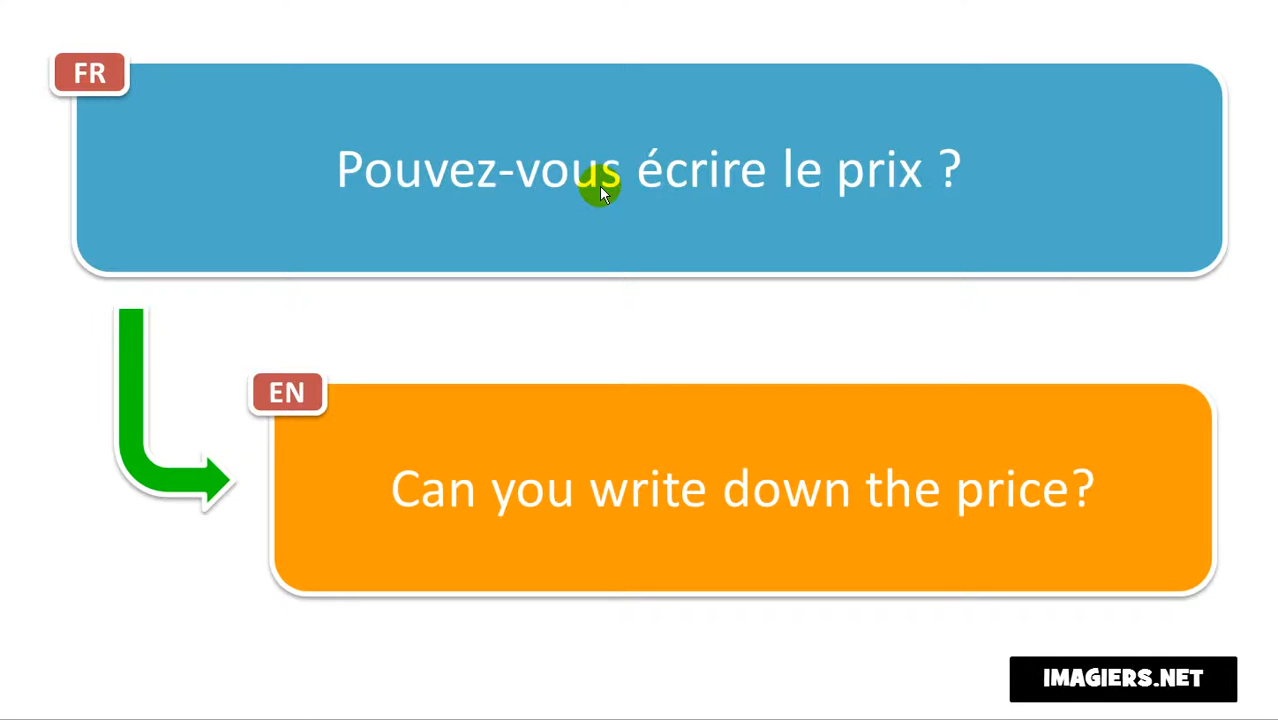 FR
Pouvez-vous écrire le prix ?
EN
Can you write down the price?
IMAGIERS.NET